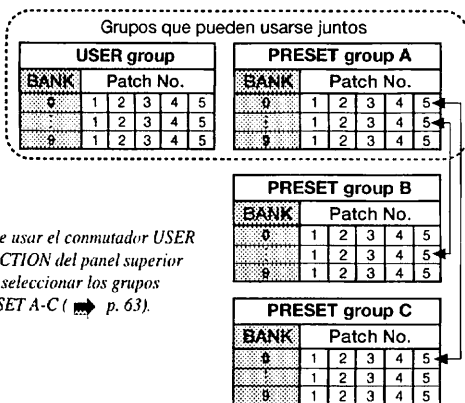 Grupos que pueden usarse juntos
USER group
BANK Patch No.
0 1 2 3 4 5
: 1 2 3 4 5
9 1 2 3 4 5
PRESET group A
BANK Patch No.
0 1 2 3 4 5
: 1 2 3 4 5
9 1 2 3 4 5
e usar el conmutador USER
CTION del panel superior
seleccionar los grupos
SET A-C ( p. 63).
PRESET group B
BANK Patch No.
0 1 2 3 4 5
: 1 2 3 4 5
9 1 2 3 4 5
PRESET group C
BANK Patch No.
0 1 2 3 4 5
: 1 2 3 4 5
9 1 2 3 4 5